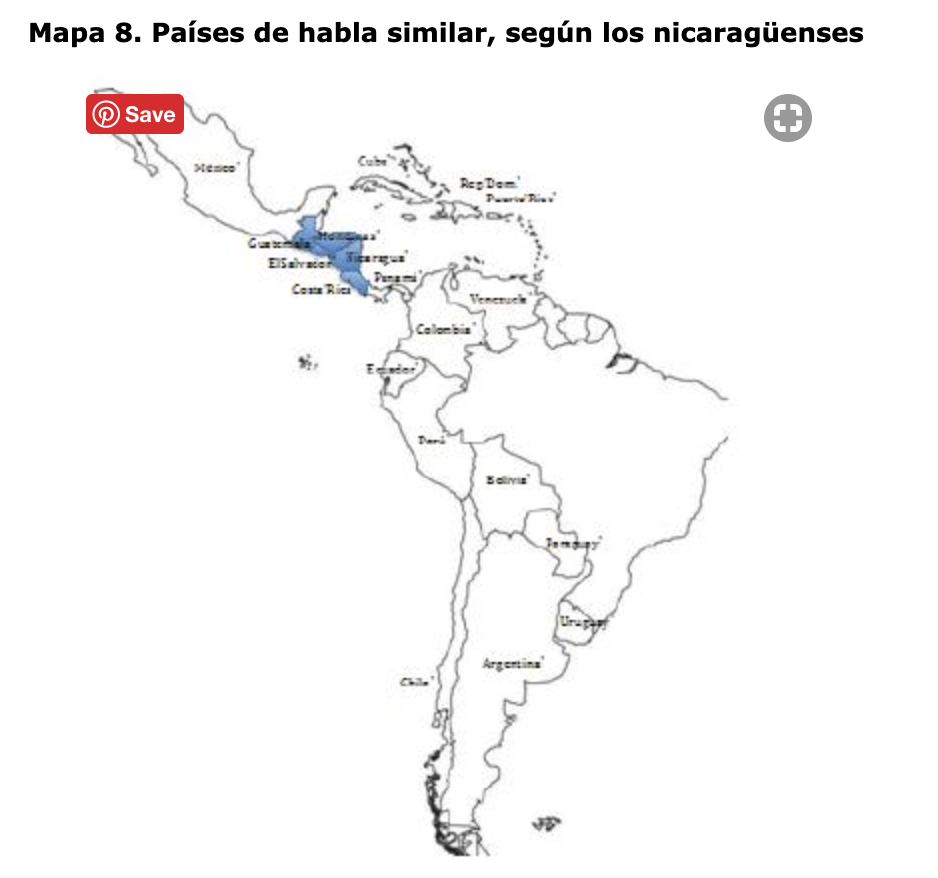 Mapa 8. Países de habla similar, según los nicaragüenses
Save
México
Cuba
Rep Dom.
Puerto Rico
Guatemala
Honduras
El Salvador
Nicaragua
Costa Rica
Panamá
Venezuela
Colombia
Ecuador
Perú
Bolivia
Paraguay
Uruguay
Argentina
Chile